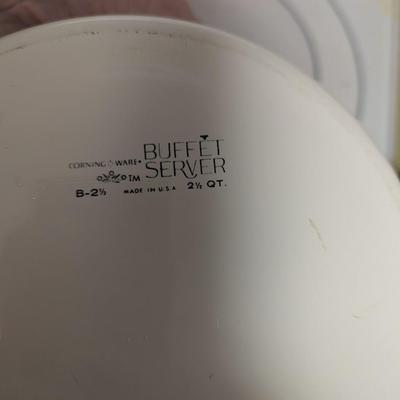 CORNING WARE® BUFFET SERVER
TM
B-2½ MADE IN U.S.A 2½ QT.